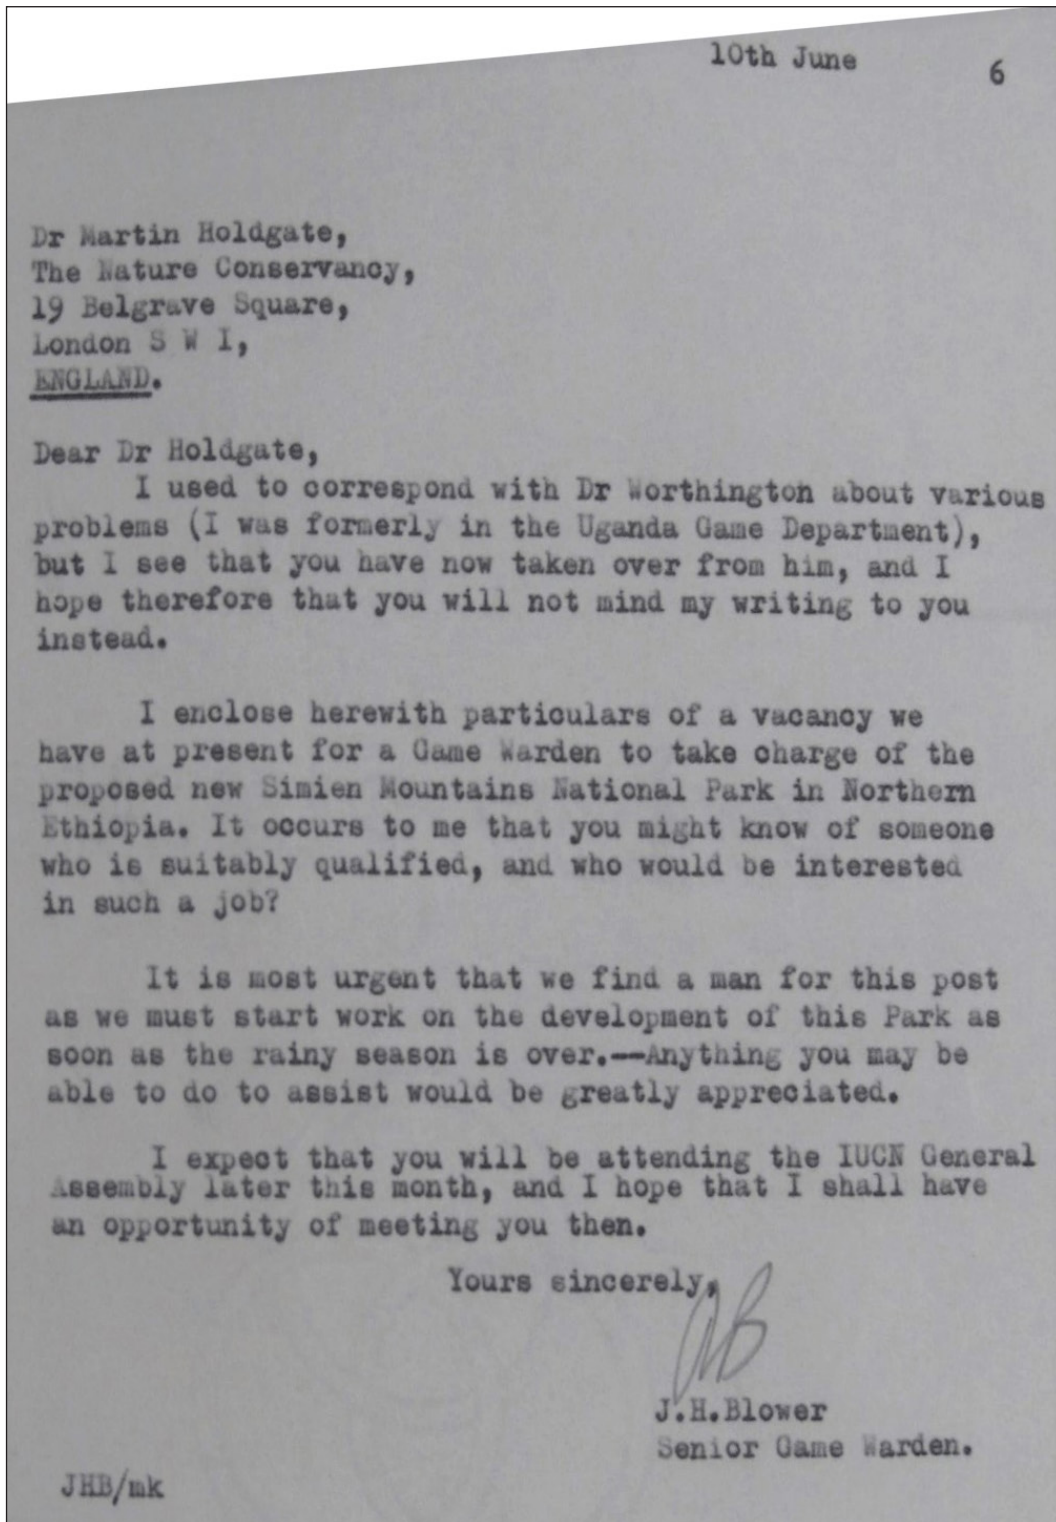 10th June
6
Dr Martin Holdgate,
The Nature Conservancy,
19 Belgrave Square,
London S W I,
ENGLAND.
Dear Dr Holdgate,
I used to correspond with Dr Worthington about various
problems (I was formerly in the Uganda Game Department),
but I see that you have now taken over from him, and I
hope therefore that you will not mind my writing to you
instead.
I enclose herewith particulars of a vacancy we
have at present for a Game Warden to take charge of the
proposed new Simien Mountains National Park in Northern
Ethiopia. It occurs to me that you might know of someone
who is suitably qualified, and who would be interested
in such a job?
It is most urgent that we find a man for this post
as we must start work on the development of this Park as
soon as the rainy season is over.--Anything you may be
able to do to assist would be greatly appreciated.
I expect that you will be attending the IUCN General
Assembly later this month, and I hope that I shall have
an opportunity of meeting you then.
Yours sincerely,
J.H.Blower
Senior Game Warden.
JHB/mk